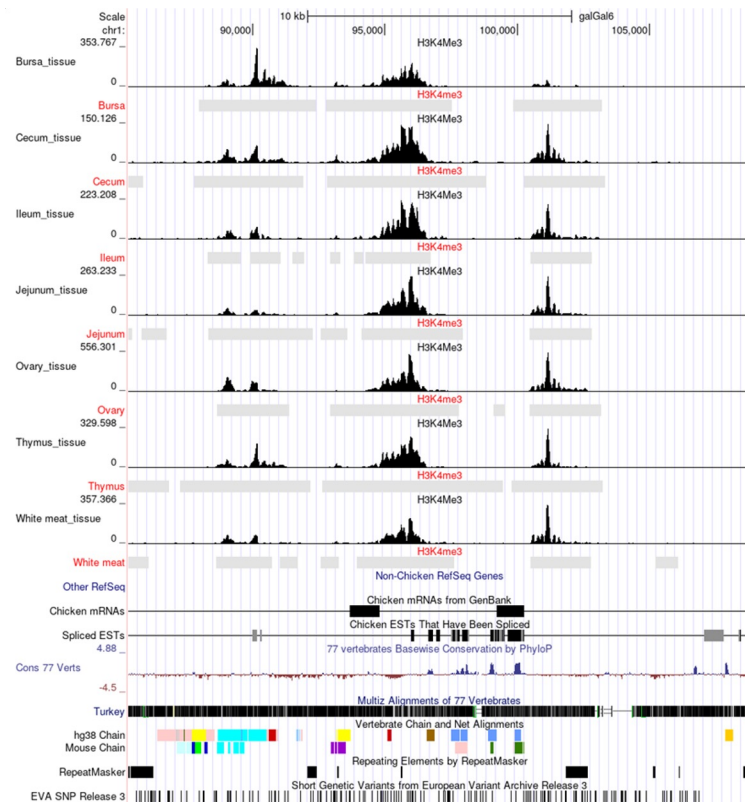 Scale 10 kb galGal6
chr1: 90,000 95,000 100,000 105,000
353.767 H3K4Me3
Bursa_tissue
0
H3K4me3
Bursa
150.126 H3K4Me3
Cecum_tissue
0
H3K4me3
Cecum
223.208 H3K4Me3
Ileum_tissue
0
H3K4me3
Ileum
263.233 H3K4Me3
Jejunum_tissue
0
H3K4me3
Jejunum
556.301 H3K4Me3
Ovary_tissue
0
H3K4me3
Ovary
329.598 H3K4Me3
Thymus_tissue
0
H3K4me3
Thymus
357.366 H3K4Me3
White meat_tissue
0
H3K4me3
White meat
Non-Chicken RefSeq Genes
Other RefSeq
Chicken mRNAs from GenBank
Chicken mRNAs
Chicken ESTs That Have Been Spliced
Spliced ESTs
4.88 77 vertebrates Basewise Conservation by PhyloP
Cons 77 Verts
-4.5
Multiz Alignments of 77 Vertebrates
Turkey
Vertebrate Chain and Net Alignments
hg38 Chain
Mouse Chain
Repeating Elements by RepeatMasker
RepeatMasker
Short Genetic Variants from European Variant Archive Release 3
EVA SNP Release 3